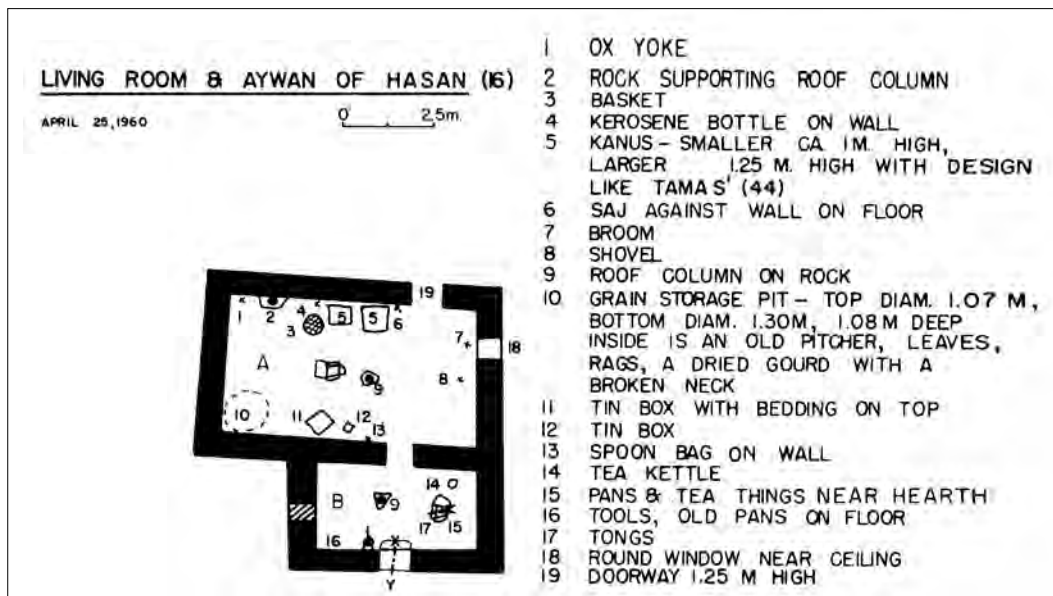 LIVING ROOM & AYWAN OF HASAN (16)
APRIL 25, 1960
0 2.5m.
1 OX YOKE
2 ROCK SUPPORTING ROOF COLUMN
3 BASKET
4 KEROSENE BOTTLE ON WALL
5 KANUS - SMALLER CA. 1M. HIGH,
LARGER 1.25 M. HIGH WITH DESIGN
LIKE TAMAS' (44)
6 SAJ AGAINST WALL ON FLOOR
7 BROOM
8 SHOVEL
9 ROOF COLUMN ON ROCK
10 GRAIN STORAGE PIT - TOP DIAM. 1.07 M,
BOTTOM DIAM. 1.30M, 1.08 M DEEP
INSIDE IS AN OLD PITCHER, LEAVES,
RAGS, A DRIED GOURD WITH A
BROKEN NECK
11 TIN BOX WITH BEDDING ON TOP
12 TIN BOX
13 SPOON BAG ON WALL
14 TEA KETTLE
15 PANS & TEA THINGS NEAR HEARTH
16 TOOLS, OLD PANS ON FLOOR
17 TONGS
18 ROUND WINDOW NEAR CEILING
19 DOORWAY 1.25 M HIGH
19
1 2 4 3 5 5 6 7 18
A 9 8
10 11 12 13
B 9 14 17 15
16
X
Y